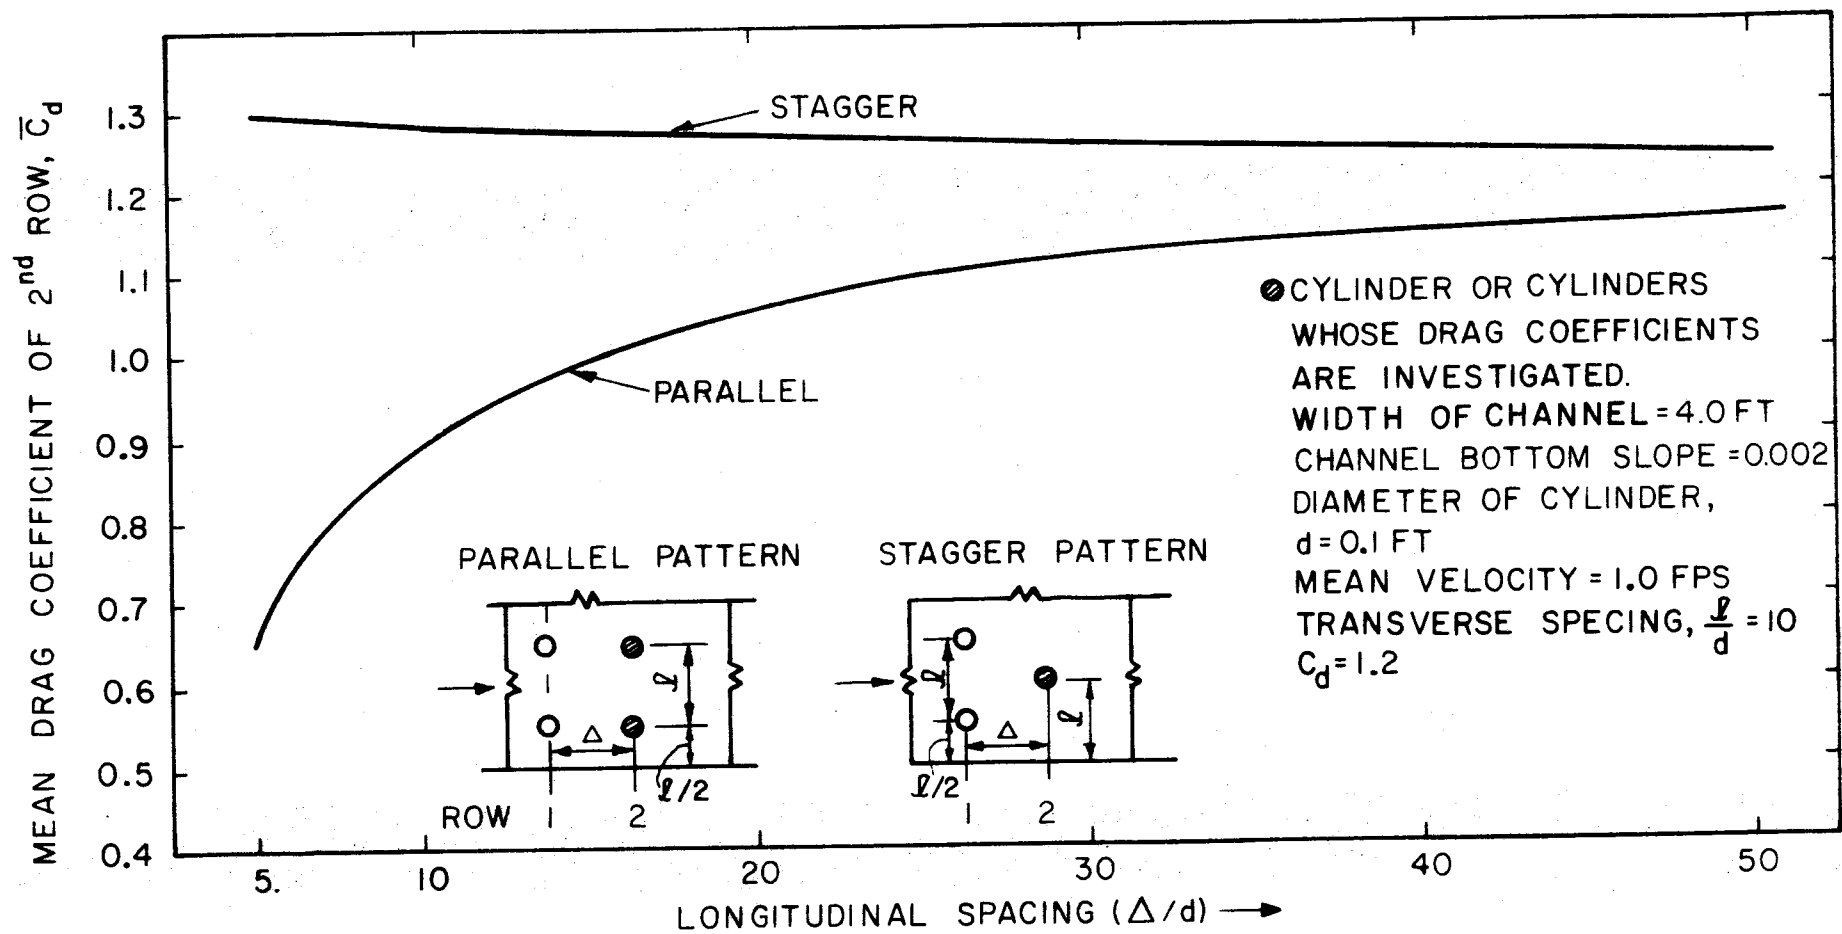 MEAN DRAG COEFFICIENT OF 2nd ROW, C̅d
1.3
1.2
1.1
1.0
0.9
0.8
0.7
0.6
0.5
0.4
STAGGER
PARALLEL
CYLINDER OR CYLINDERS
WHOSE DRAG COEFFICIENTS
ARE INVESTIGATED.
WIDTH OF CHANNEL = 4.0 FT
CHANNEL BOTTOM SLOPE = 0.002
DIAMETER OF CYLINDER,
d = 0.1 FT
MEAN VELOCITY = 1.0 FPS
TRANSVERSE SPECING, ℓ/d = 10
Cd = 1.2
PARALLEL PATTERN
ℓ
Δ
ℓ/2
ROW 1 2
STAGGER PATTERN
ℓ
Δ
ℓ
ℓ/2
1 2
5. 10 20 30 40 50
LONGITUDINAL SPACING (Δ/d) →